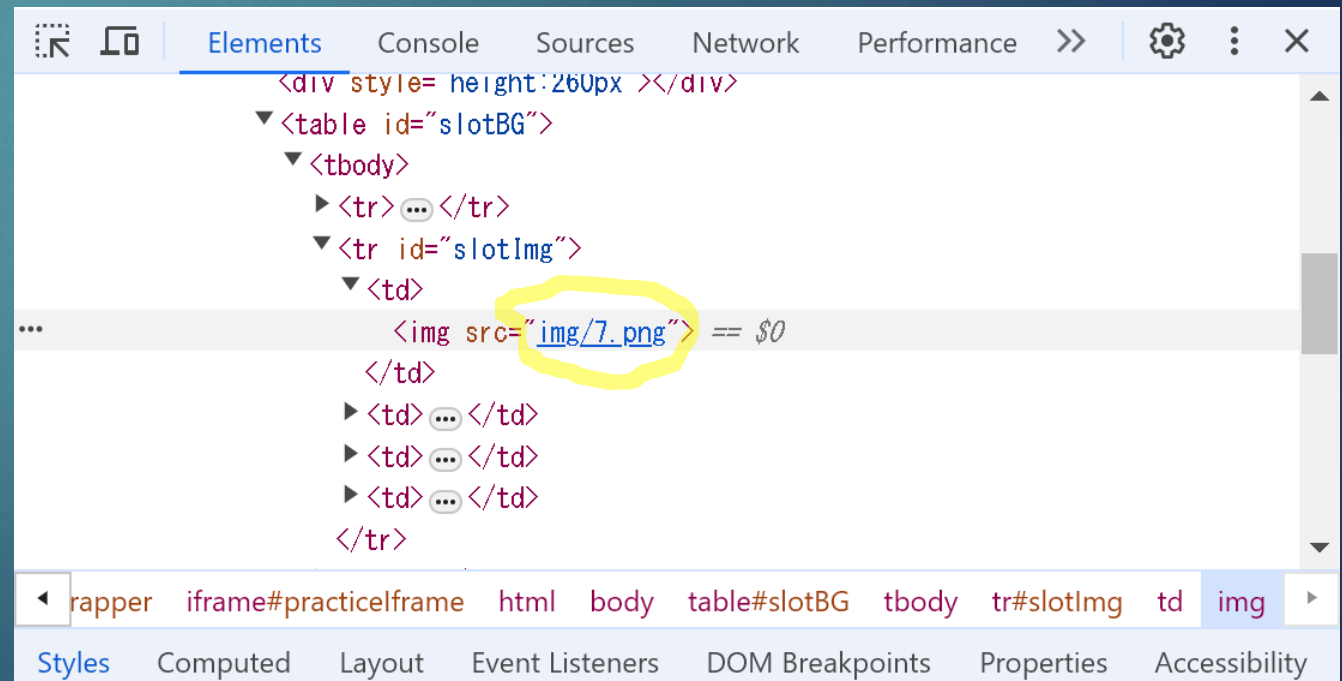 Elements Console Sources Network Performance
<div style="height:260px"></div>
<table id="slotBG">
<tbody>
<tr>…</tr>
<tr id="slotImg">
<td>
… <img src="img/7.png"> == $0
</td>
<td>…</td>
<td>…</td>
<td>…</td>
</tr>
rapper iframe#practiceIframe html body table#slotBG tbody tr#slotImg td img
Styles Computed Layout Event Listeners DOM Breakpoints Properties Accessibility